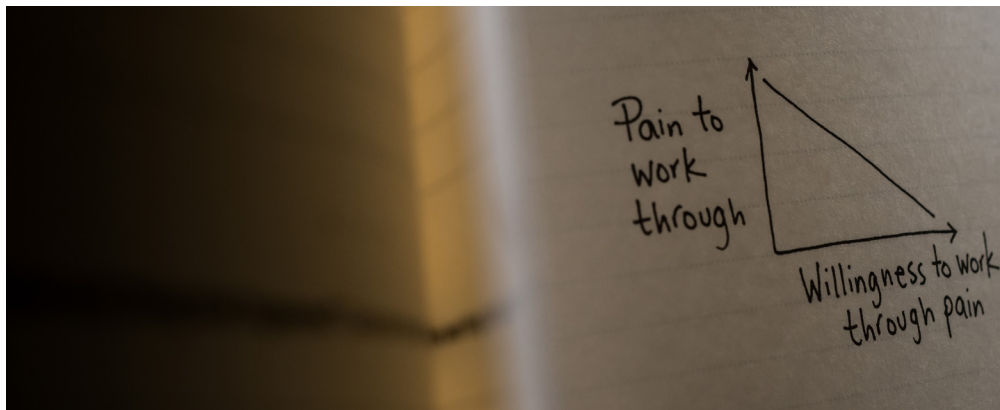 Pain to
work
through
Willingness to work
through pain